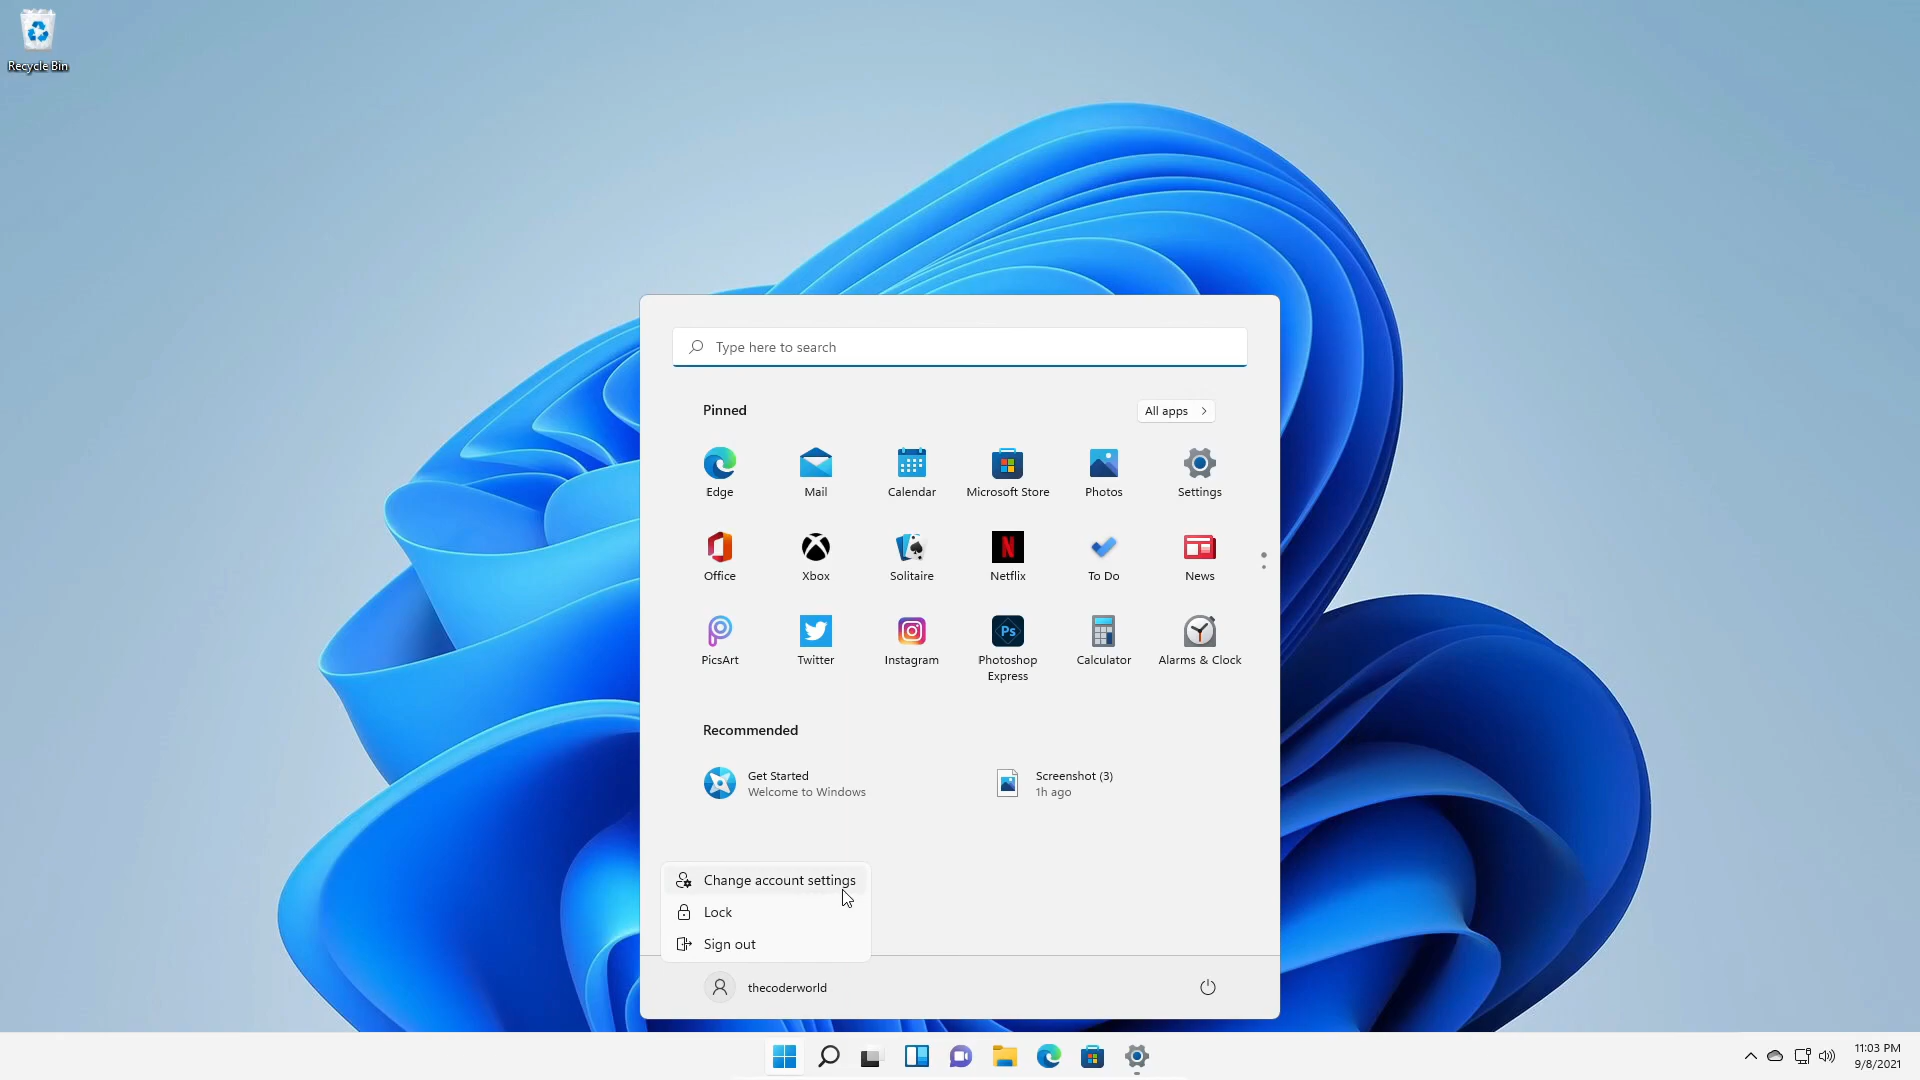 Recycle Bin
Type here to search
Pinned
All apps
Edge
Mail
Calendar
Microsoft Store
Photos
Settings
Office
Xbox
Solitaire
Netflix
To Do
News
PicsArt
Twitter
Instagram
Ps
Photoshop
Express
Calculator
Alarms & Clock
Recommended
Get Started
Welcome to Windows
Screenshot (3)
1h ago
Change account settings
Lock
Sign out
thecoderworld
11:03 PM
9/8/2021